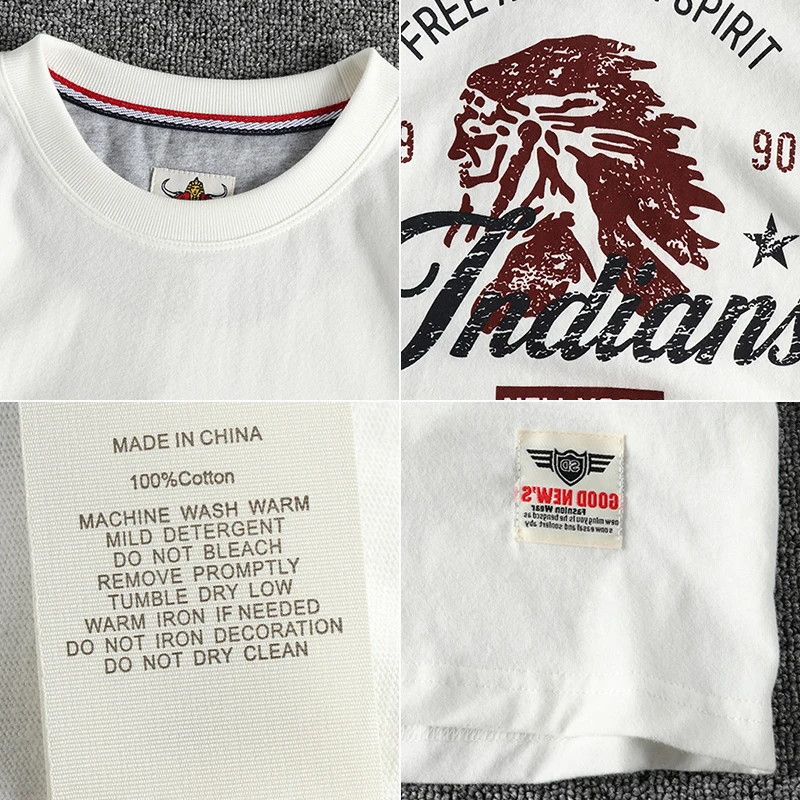 FREE SPIRIT
9 90
Indians
NEW YORK
MADE IN CHINA
100%Cotton
MACHINE WASH WARM
MILD DETERGENT
DO NOT BLEACH
REMOVE PROMPTLY
TUMBLE DRY LOW
WARM IRON IF NEEDED
DO NOT IRON DECORATION
DO NOT DRY CLEAN
SD
GOOD NEW'S
Fashion Wear